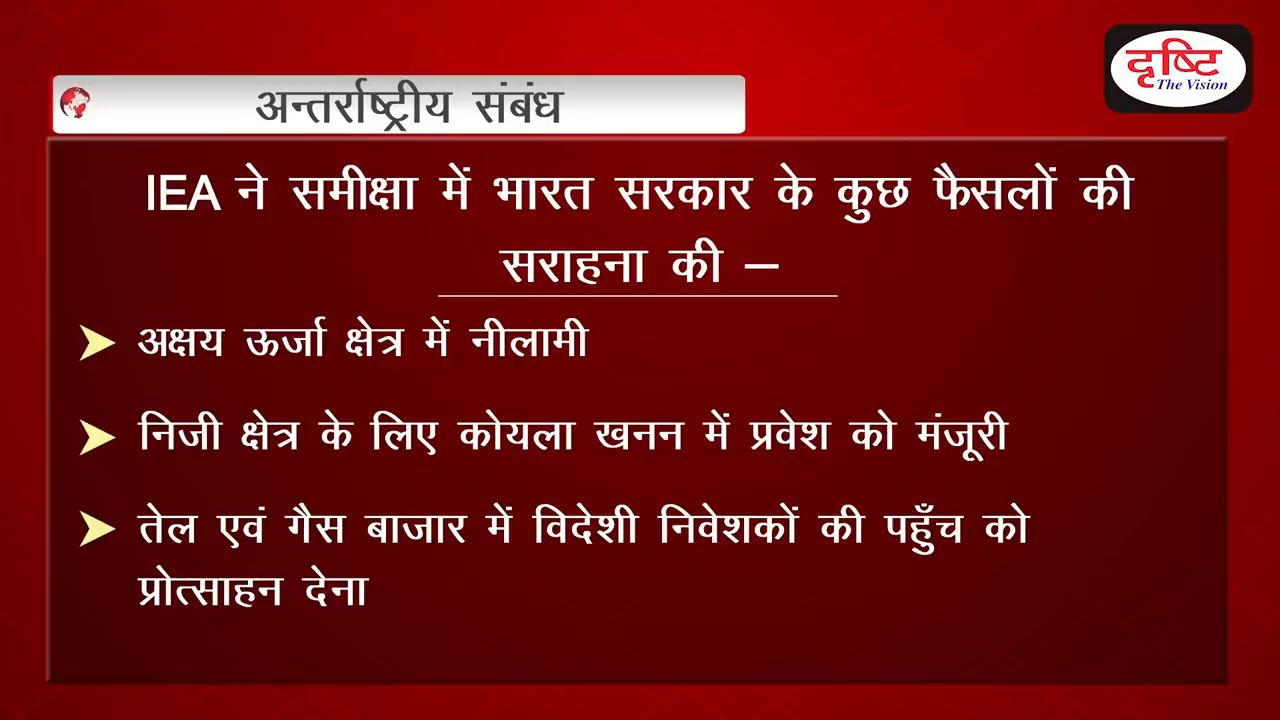 दृष्टि
The Vision
अन्तर्राष्ट्रीय संबंध
IEA ने समीक्षा में भारत सरकार के कुछ फैसलों की
सराहना की –
➤ अक्षय ऊर्जा क्षेत्र में नीलामी
➤ निजी क्षेत्र के लिए कोयला खनन में प्रवेश को मंजूरी
➤ तेल एवं गैस बाजार में विदेशी निवेशकों की पहुँच को
प्रोत्साहन देना